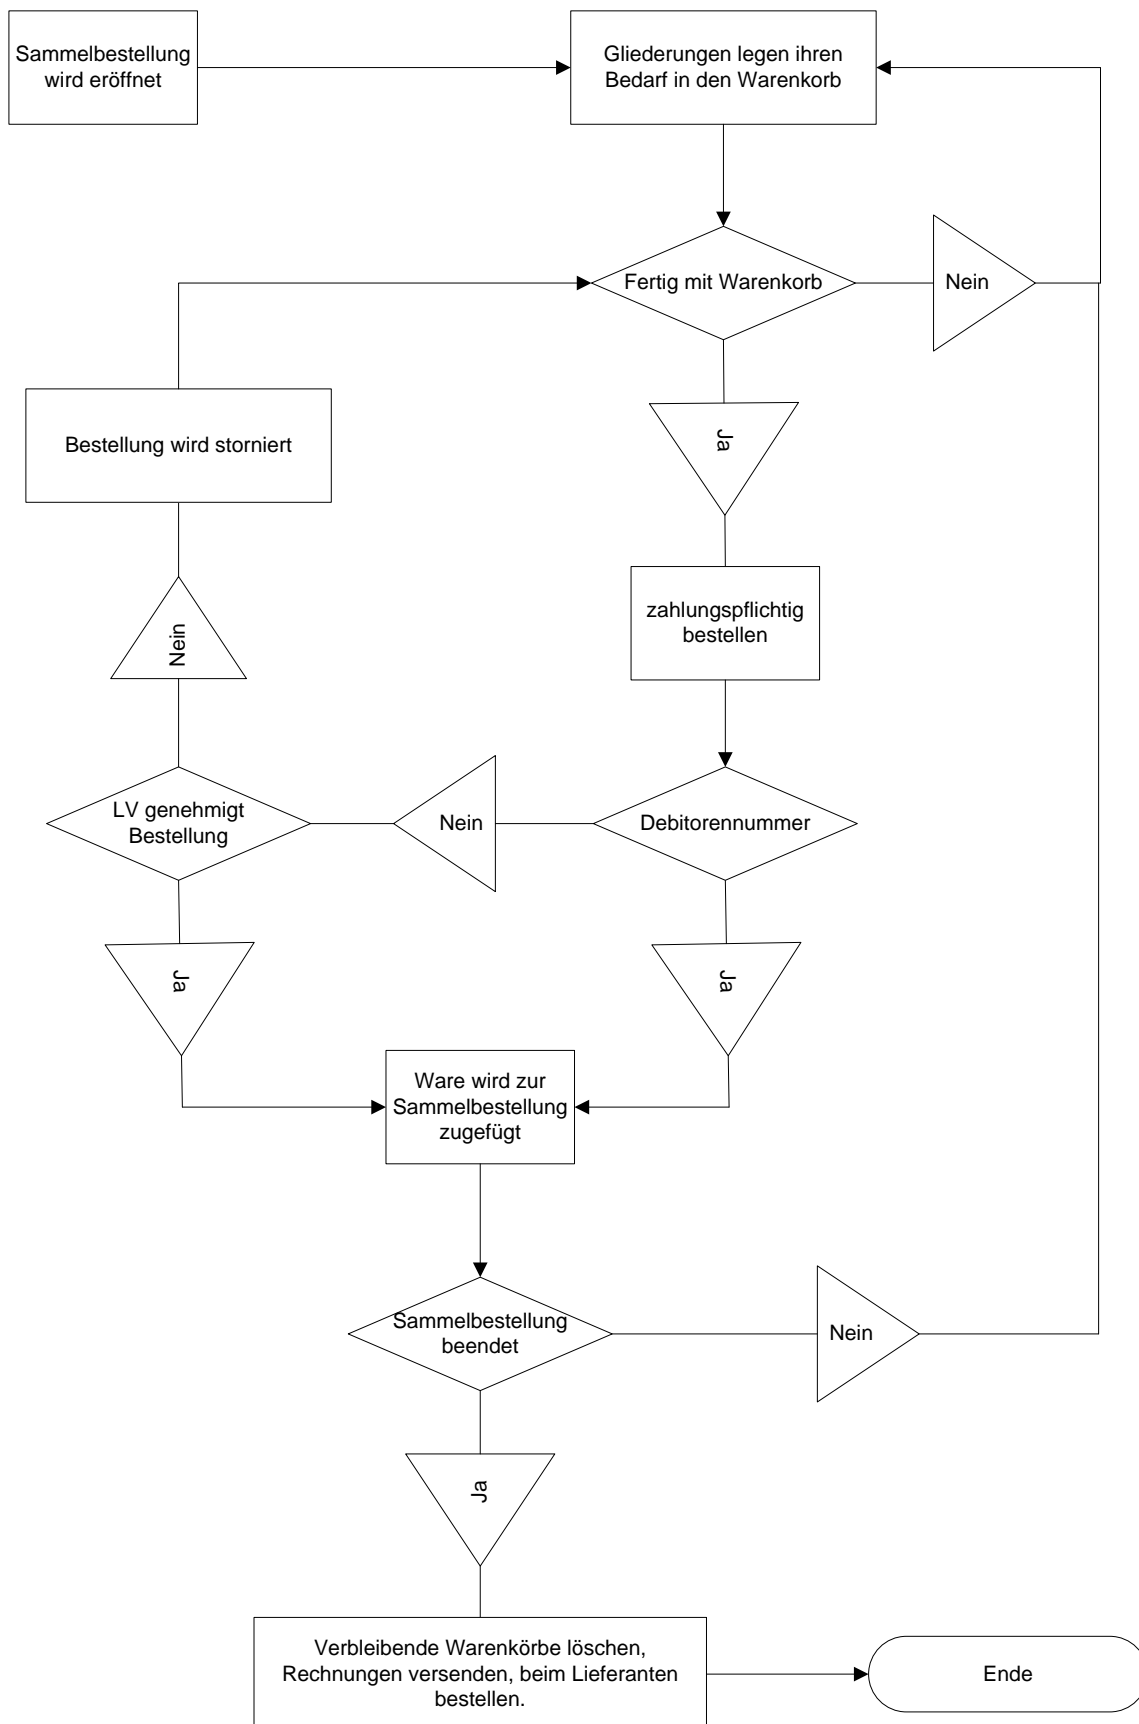 Sammelbestellung
wird eröffnet
Gliederungen legen ihren
Bedarf in den Warenkorb
Fertig mit Warenkorb
Nein
Ja
Bestellung wird storniert
zahlungspflichtig
bestellen
Nein
LV genehmigt
Bestellung
Nein
Debitorennummer
Ja
Ja
Ware wird zur
Sammelbestellung
zugefügt
Sammelbestellung
beendet
Nein
Ja
Verbleibende Warenkörbe löschen,
Rechnungen versenden, beim Lieferanten
bestellen.
Ende